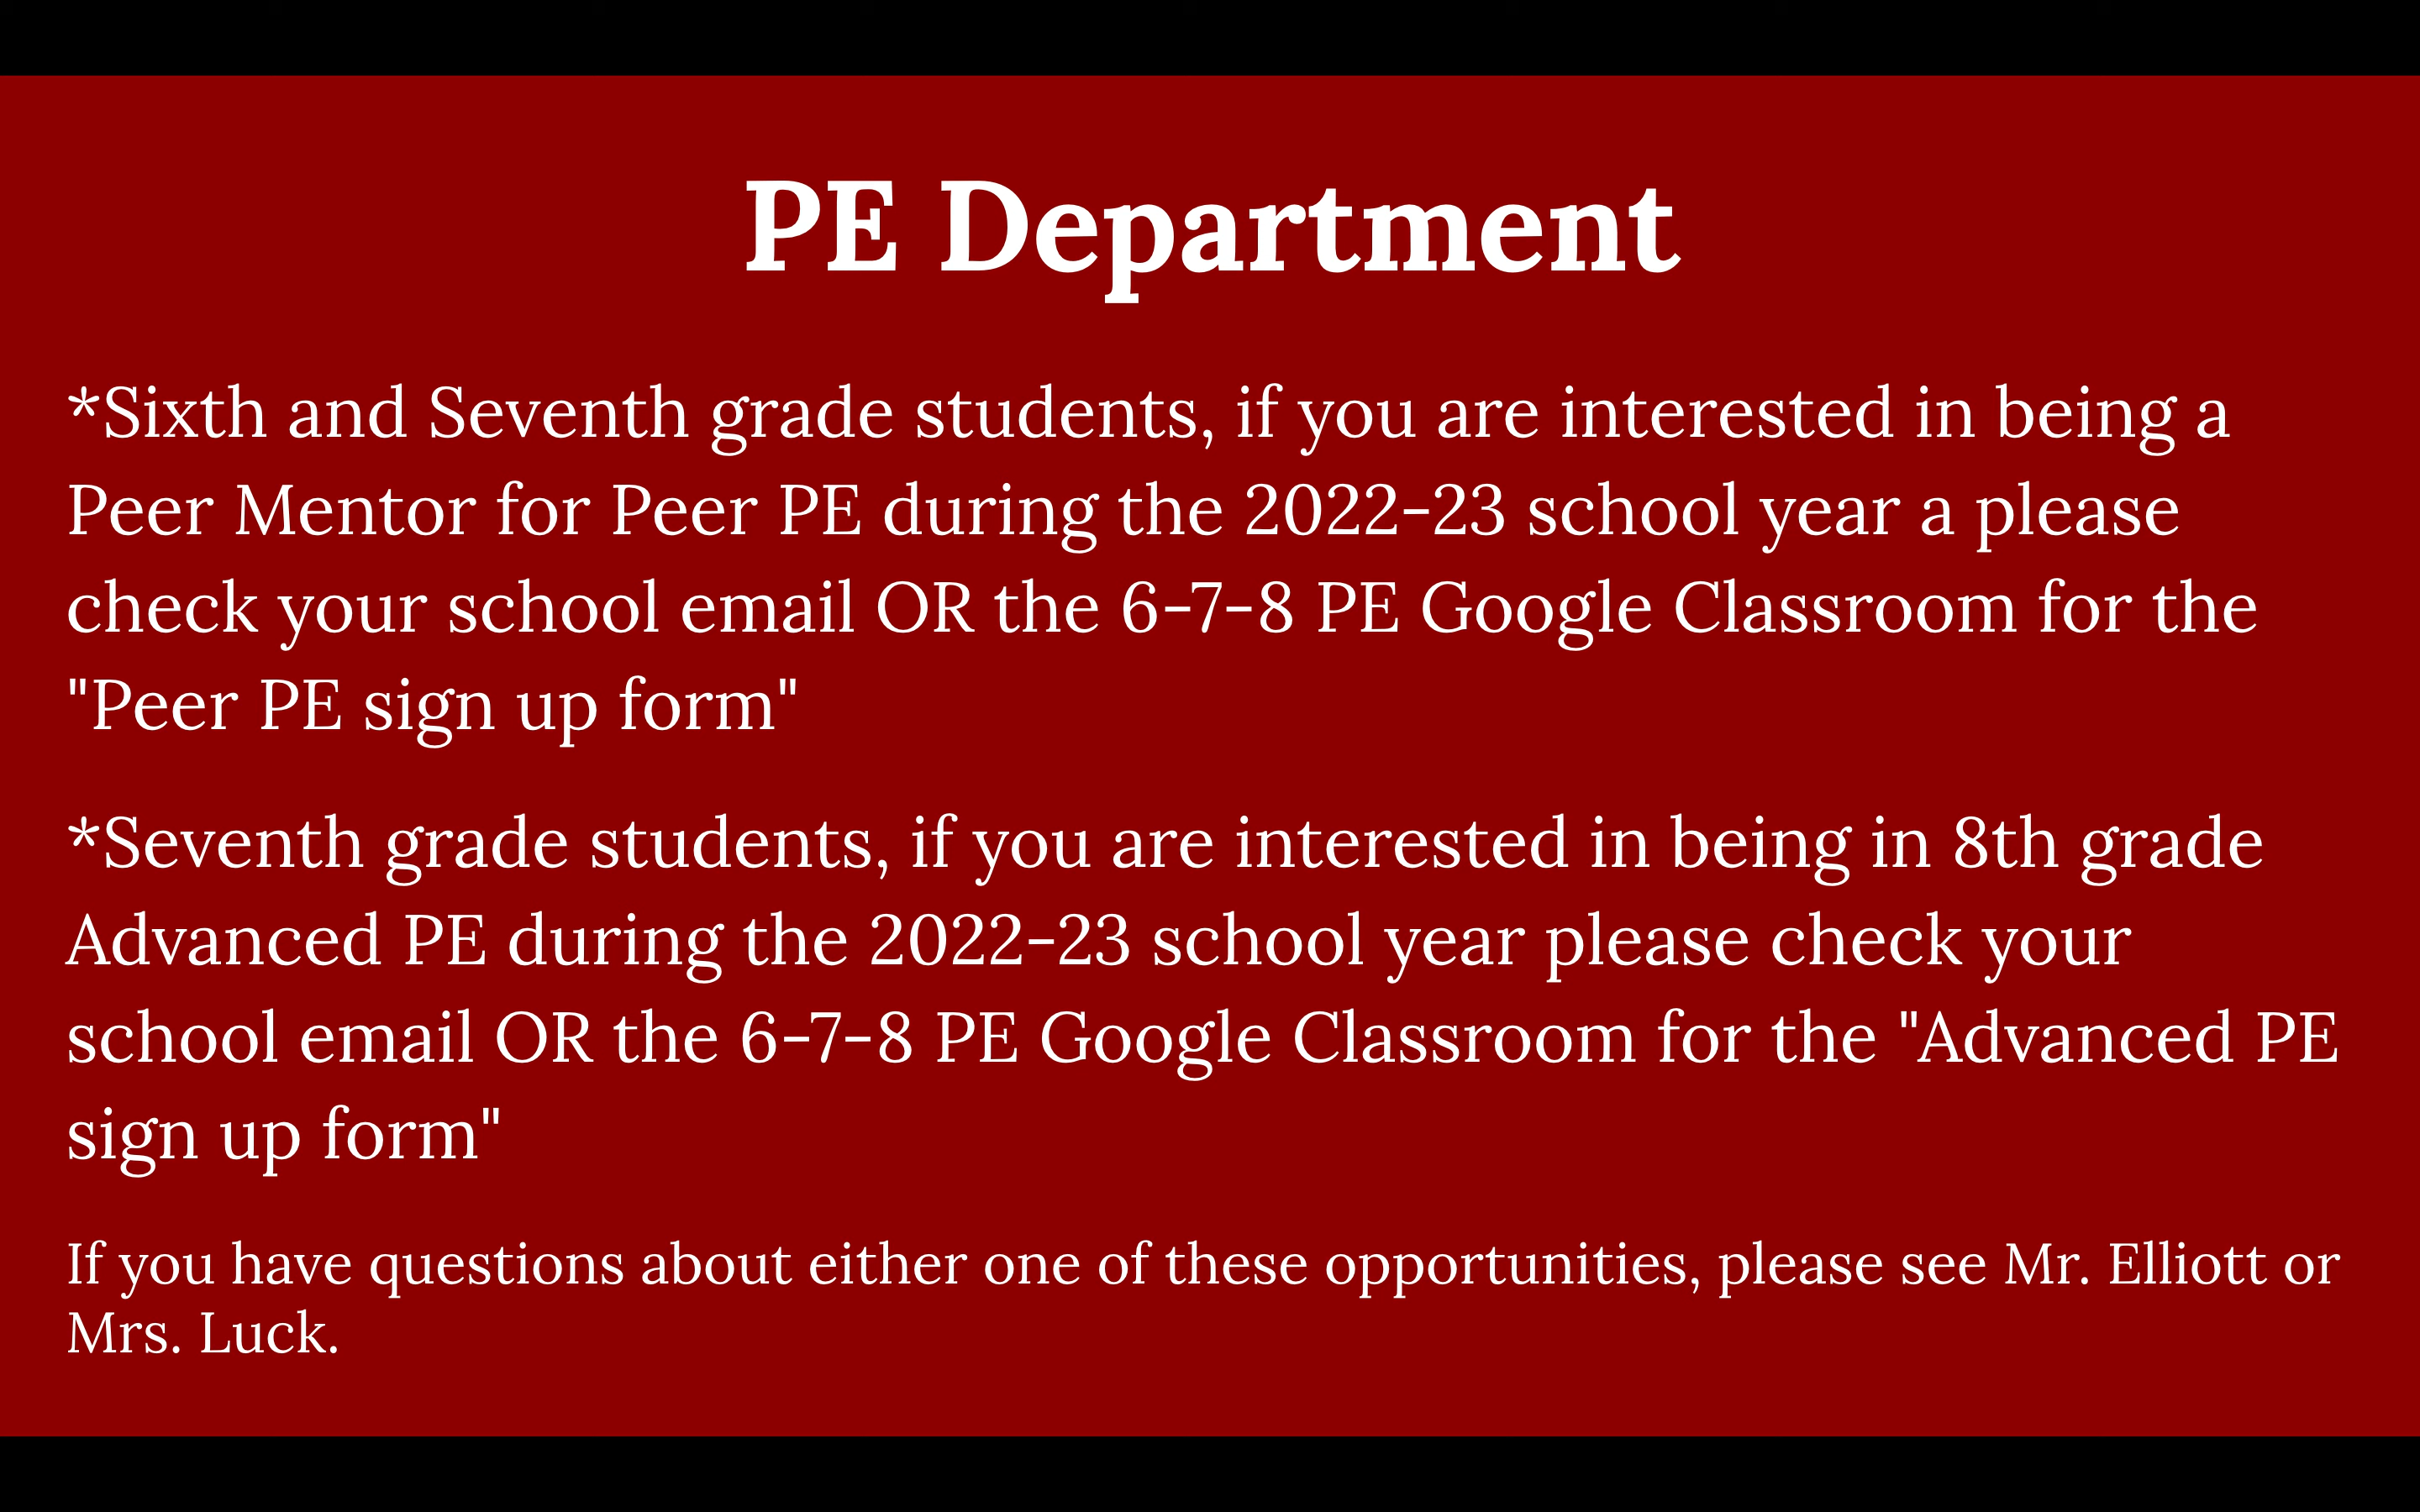 PE Department
*Sixth and Seventh grade students, if you are interested in being a
Peer Mentor for Peer PE during the 2022-23 school year a please
check your school email OR the 6-7-8 PE Google Classroom for the
"Peer PE sign up form"
*Seventh grade students, if you are interested in being in 8th grade
Advanced PE during the 2022-23 school year please check your
school email OR the 6-7-8 PE Google Classroom for the "Advanced PE
sign up form"
If you have questions about either one of these opportunities, please see Mr. Elliott or
Mrs. Luck.